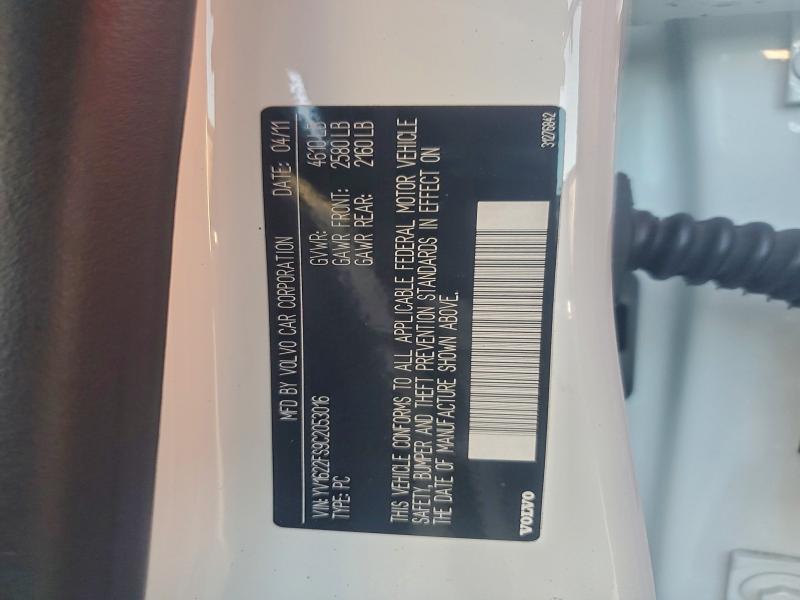 MFD BY VOLVO CAR CORPORATION DATE: 04/11
VIN: YV1622FS9C2053016 GVWR: 4610 LB
TYPE: PC GAWR FRONT: 2580 LB
GAWR REAR: 2160 LB
THIS VEHICLE CONFORMS TO ALL APPLICABLE FEDERAL MOTOR VEHICLE
SAFETY, BUMPER AND THEFT PREVENTION STANDARDS IN EFFECT ON
THE DATE OF MANUFACTURE SHOWN ABOVE.
VOLVO 31276842